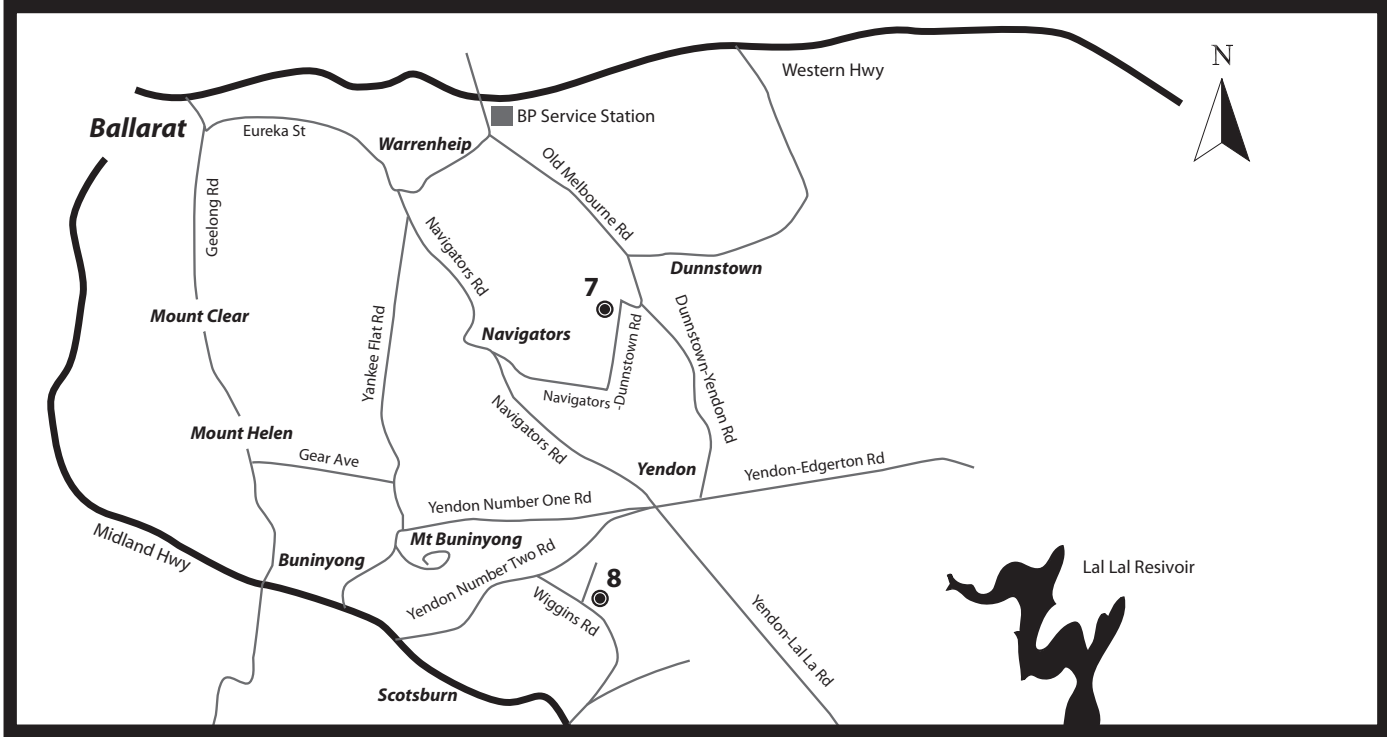 N
Western Hwy
BP Service Station
Ballarat
Eureka St
Warrenheip
Old Melbourne Rd
Geelong Rd
Navigators Rd
Dunnstown
7
Mount Clear
Yankee Flat Rd
Navigators
Dunnstown-Yendon Rd
Navigators
-Dunnstown Rd
Navigators Rd
Mount Helen
Gear Ave
Yendon
Yendon-Edgerton Rd
Yendon Number One Rd
Midland Hwy
Mt Buninyong
Buninyong
Yendon Number Two Rd
8
Lal Lal Resivoir
Wiggins Rd
Yendon-Lal La Rd
Scotsburn